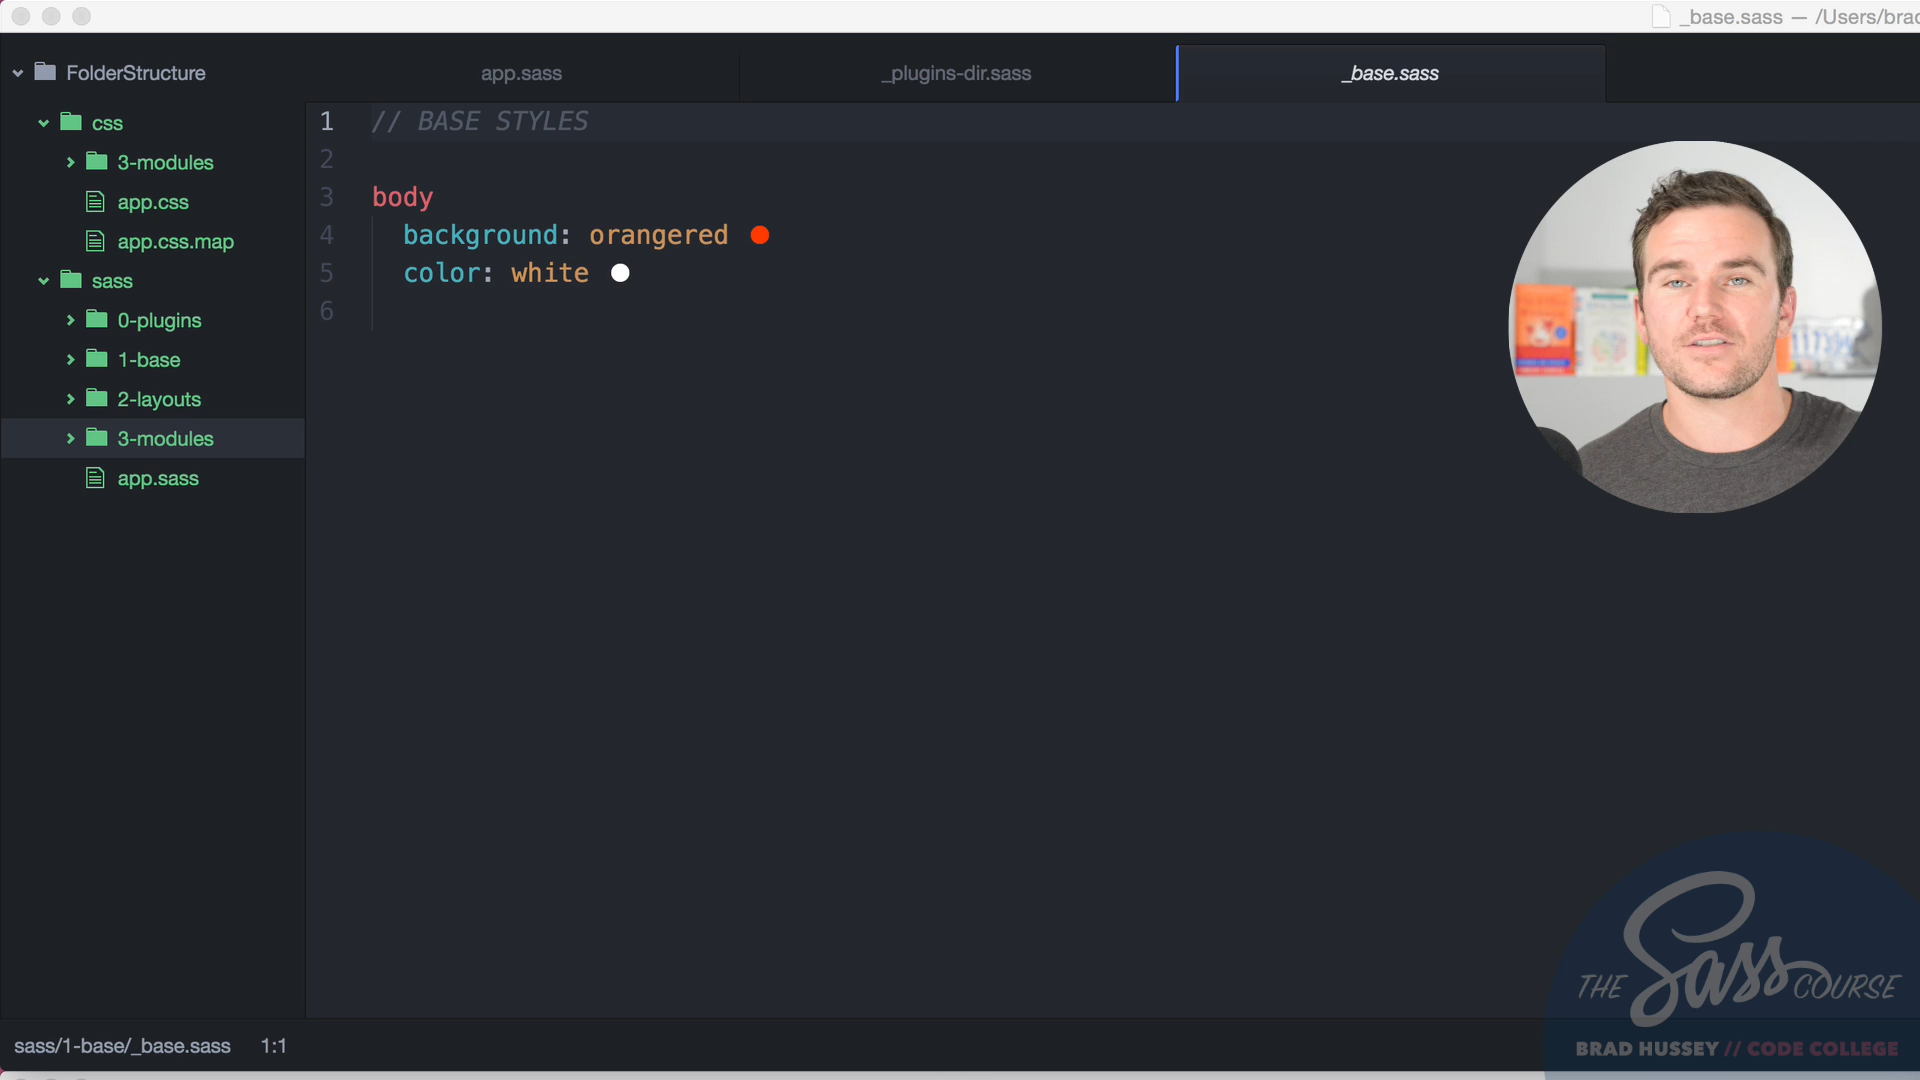 _base.sass — /Users/brad
FolderStructure
css
3-modules
app.css
app.css.map
sass
0-plugins
1-base
2-layouts
3-modules
app.sass
app.sass
_plugins-dir.sass
_base.sass
1 // BASE STYLES
2
3 body
4 background: orangered
5 color: white
6
THE Sass COURSE
BRAD HUSSEY // CODE COLLEGE
sass/1-base/_base.sass 1:1